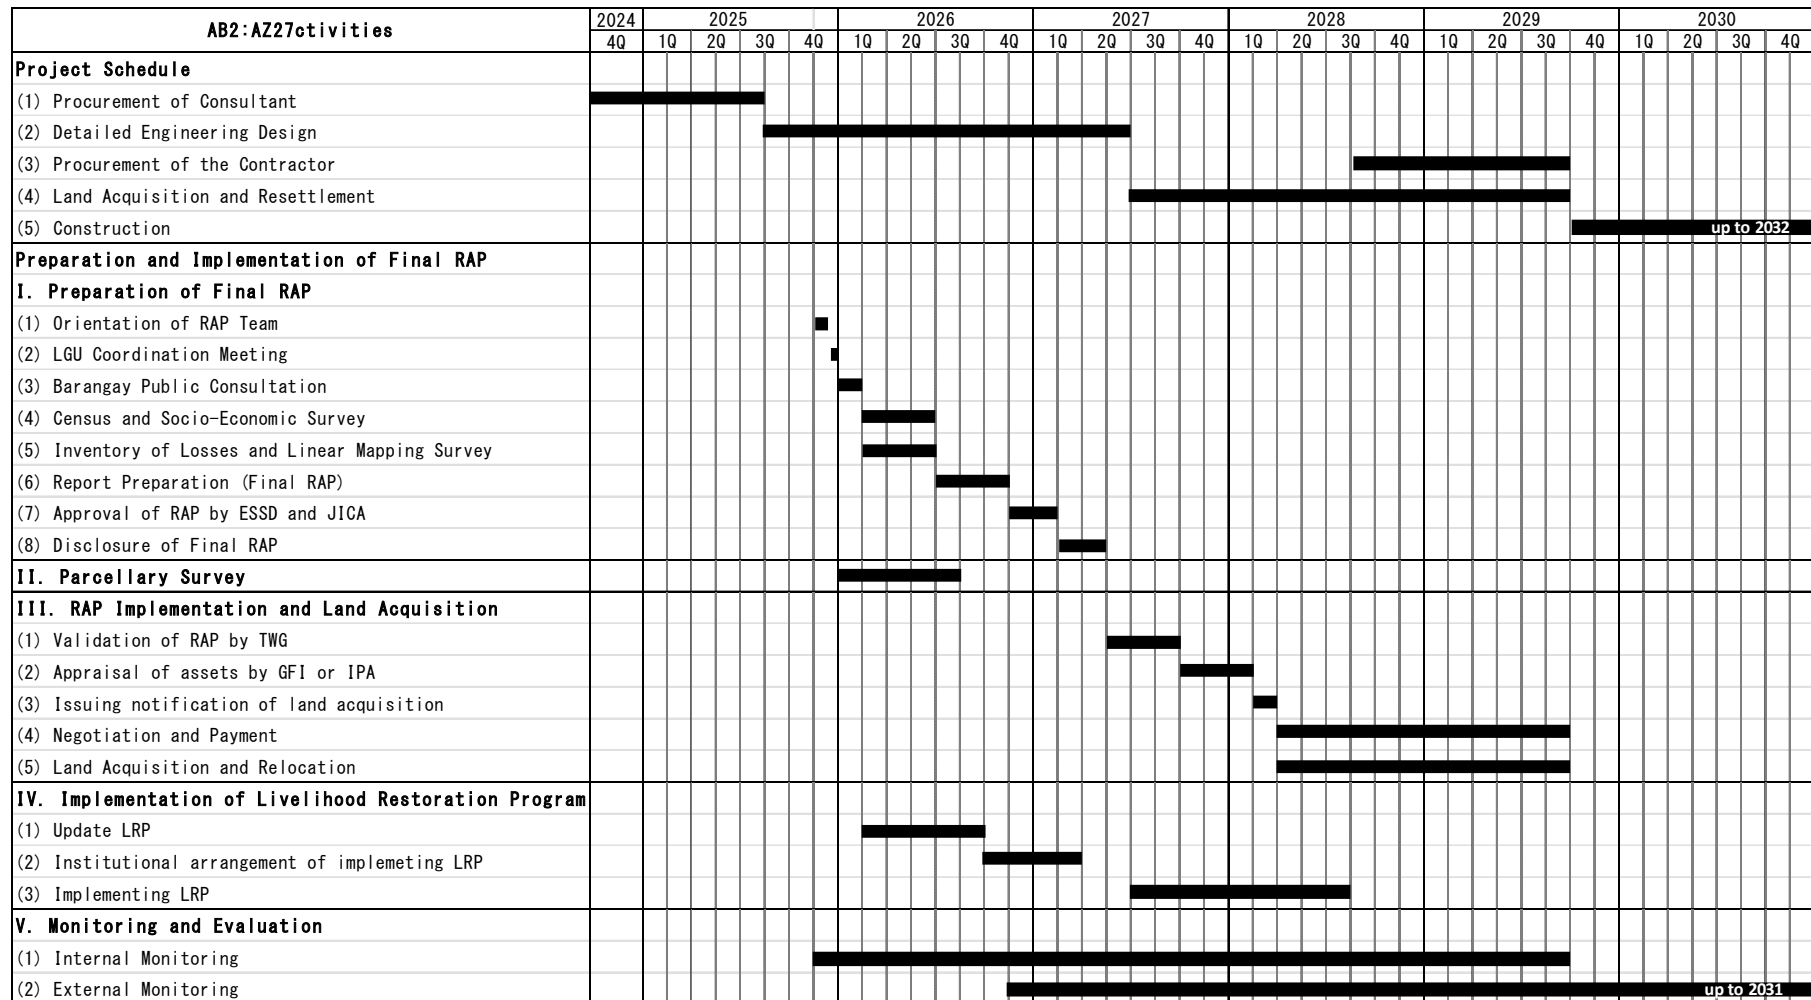 AB2:AZ27ctivities 2024 2025 2026 2027 2028 2029 2030
4Q 1Q 2Q 3Q 4Q 1Q 2Q 3Q 4Q 1Q 2Q 3Q 4Q 1Q 2Q 3Q 4Q 1Q 2Q 3Q 4Q 1Q 2Q 3Q 4Q
Project Schedule
(1) Procurement of Consultant
(2) Detailed Engineering Design
(3) Procurement of the Contractor
(4) Land Acquisition and Resettlement
(5) Construction up to 2032
Preparation and Implementation of Final RAP
I. Preparation of Final RAP
(1) Orientation of RAP Team
(2) LGU Coordination Meeting
(3) Barangay Public Consultation
(4) Census and Socio-Economic Survey
(5) Inventory of Losses and Linear Mapping Survey
(6) Report Preparation (Final RAP)
(7) Approval of RAP by ESSD and JICA
(8) Disclosure of Final RAP
II. Parcellary Survey
III. RAP Implementation and Land Acquisition
(1) Validation of RAP by TWG
(2) Appraisal of assets by GFI or IPA
(3) Issuing notification of land acquisition
(4) Negotiation and Payment
(5) Land Acquisition and Relocation
IV. Implementation of Livelihood Restoration Program
(1) Update LRP
(2) Institutional arrangement of implemeting LRP
(3) Implementing LRP
V. Monitoring and Evaluation
(1) Internal Monitoring
(2) External Monitoring up to 2031